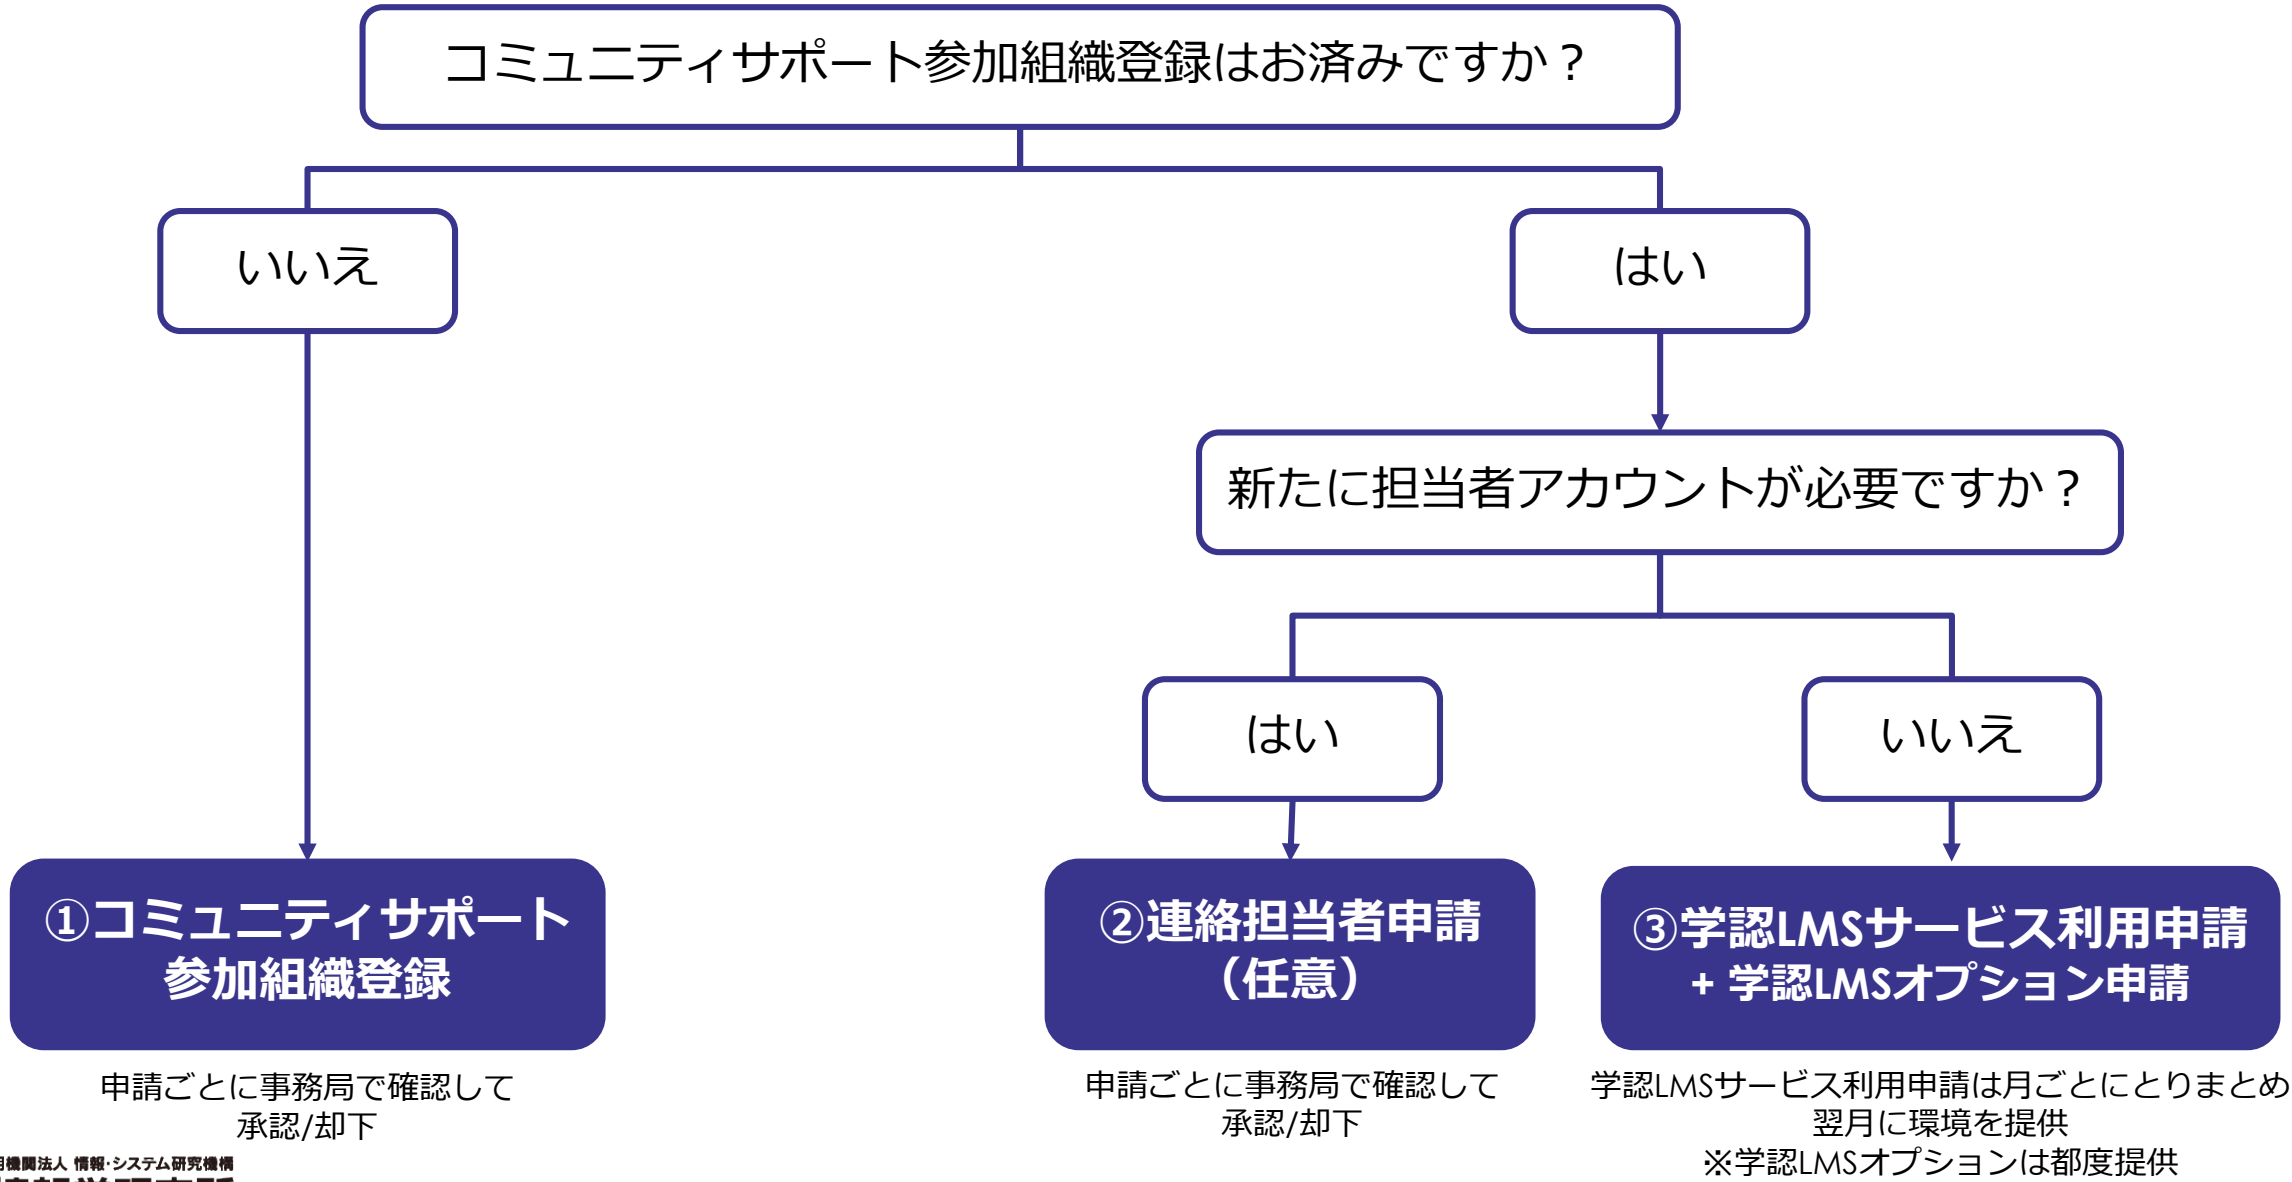 コミュニティサポート参加組織登録はお済みですか？
いいえ
はい
新たに担当者アカウントが必要ですか？
はい
いいえ
①コミュニティサポート
参加組織登録
②連絡担当者申請
（任意）
③学認LMSサービス利用申請
+ 学認LMSオプション申請
申請ごとに事務局で確認して
承認/却下
申請ごとに事務局で確認して
承認/却下
学認LMSサービス利用申請は月ごとにとりまとめ
翌月に環境を提供
※学認LMSオプションは都度提供
機関法人 情報・システム研究機構